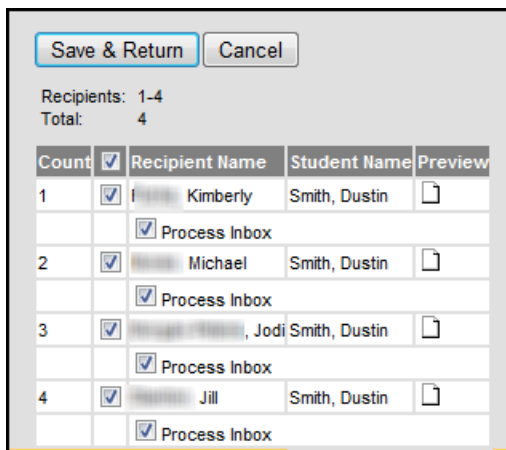 Save & Return Cancel
Recipients: 1-4
Total: 4
Count Recipient Name Student Name Preview
1 Kimberly Smith, Dustin
Process Inbox
2 Michael Smith, Dustin
Process Inbox
3 , Jodi Smith, Dustin
Process Inbox
4 Jill Smith, Dustin
Process Inbox